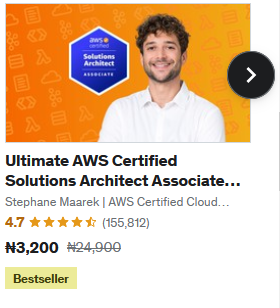 aws
certified
Solutions
Architect
ASSOCIATE
Ultimate AWS Certified
Solutions Architect Associate...
Stephane Maarek | AWS Certified Cloud...
4.7 (155,812)
₦3,200 ₦24,900
Bestseller